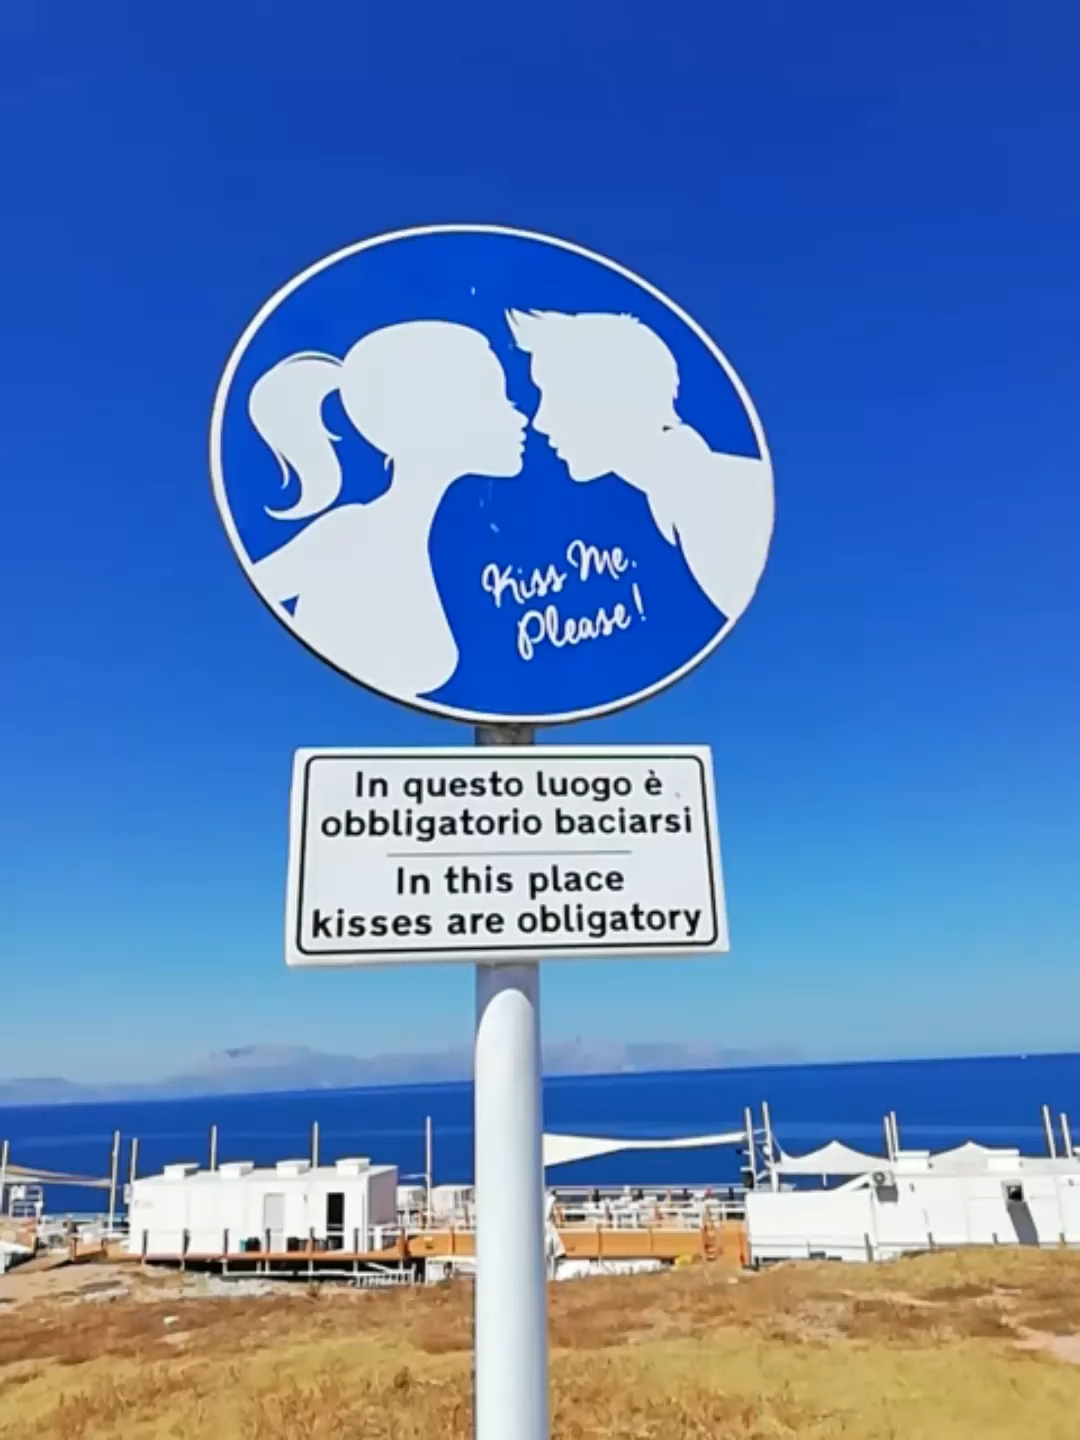 Kiss Me,
Please!
In questo luogo è
obbligatorio baciarsi
In this place
kisses are obligatory